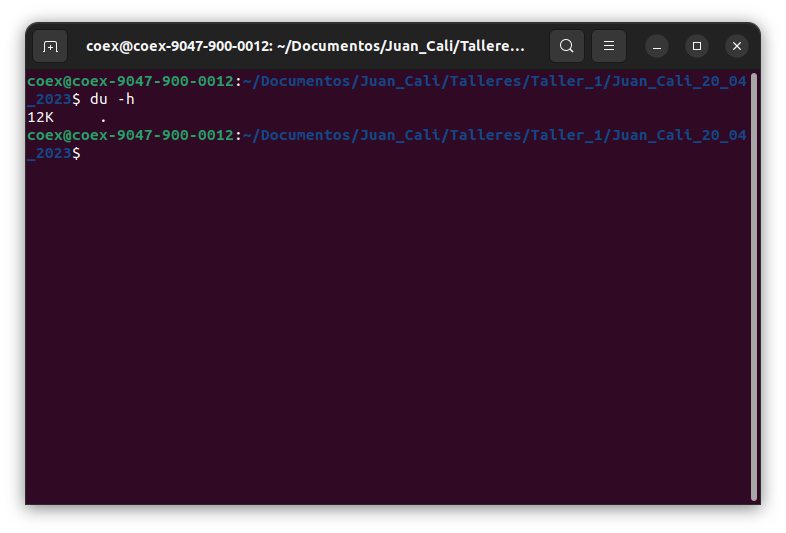 coex@coex-9047-900-0012: ~/Documentos/Juan_Cali/Tallere...
coex@coex-9047-900-0012:~/Documentos/Juan_Cali/Talleres/Taller_1/Juan_Cali_20_04
_2023$ du -h
12K	.
coex@coex-9047-900-0012:~/Documentos/Juan_Cali/Talleres/Taller_1/Juan_Cali_20_04
_2023$